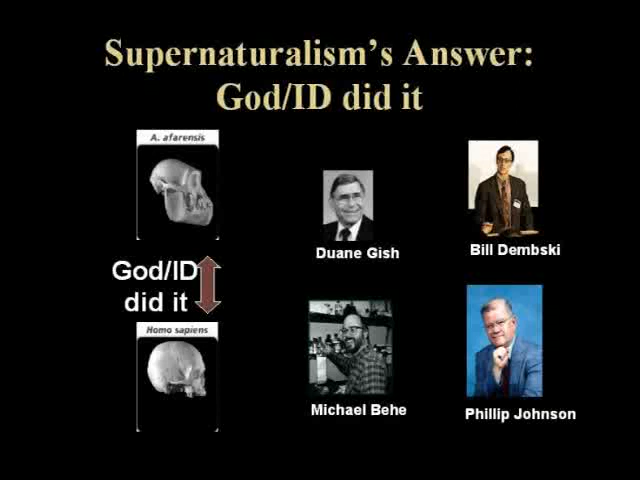 Supernaturalism's Answer:
God/ID did it
A. afarensis
God/ID
did it
Homo sapiens
Duane Gish
Bill Dembski
Michael Behe
Phillip Johnson